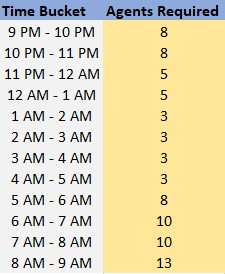 Time Bucket Agents Required
9 PM - 10 PM 8
10 PM - 11 PM 8
11 PM - 12 AM 5
12 AM - 1 AM 5
1 AM - 2 AM 3
2 AM - 3 AM 3
3 AM - 4 AM 3
4 AM - 5 AM 3
5 AM - 6 AM 8
6 AM - 7 AM 10
7 AM - 8 AM 10
8 AM - 9 AM 13